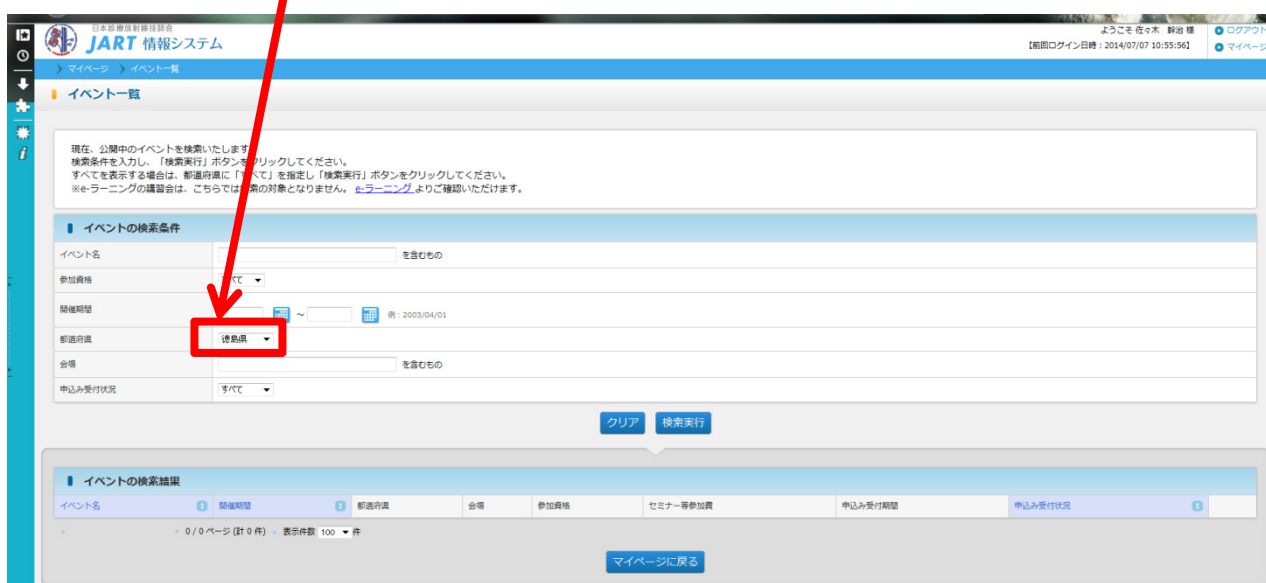 日本診療放射線技師会
JART 情報システム
ようこそ 佐々木 幹治 様
【前回ログイン日時：2014/07/07 10:55:56】
ログアウト
マイページ
マイページ イベント一覧
イベント一覧
現在、公開中のイベントを検索いたします
検索条件を入力し、「検索実行」ボタンをクリックしてください。
すべてを表示する場合は、都道府県に「すべて」を指定し「検索実行」ボタンをクリックしてください。
※e-ラーニングの講習会は、こちらでは検索の対象となりません。 e-ラーニング よりご確認いただけます。
イベントの検索条件
イベント名 を含むもの
参加資格 すべて
開催期間 ～ 例：2003/04/01
都道府県 徳島県
会場 を含むもの
申込み受付状況 すべて
クリア 検索実行
イベントの検索結果
イベント名 開催期間 都道府県 会場 参加資格 セミナー等参加費 申込み受付期間 申込み受付状況
0 / 0 ページ (計 0 件) 表示件数 100 件
マイページに戻る